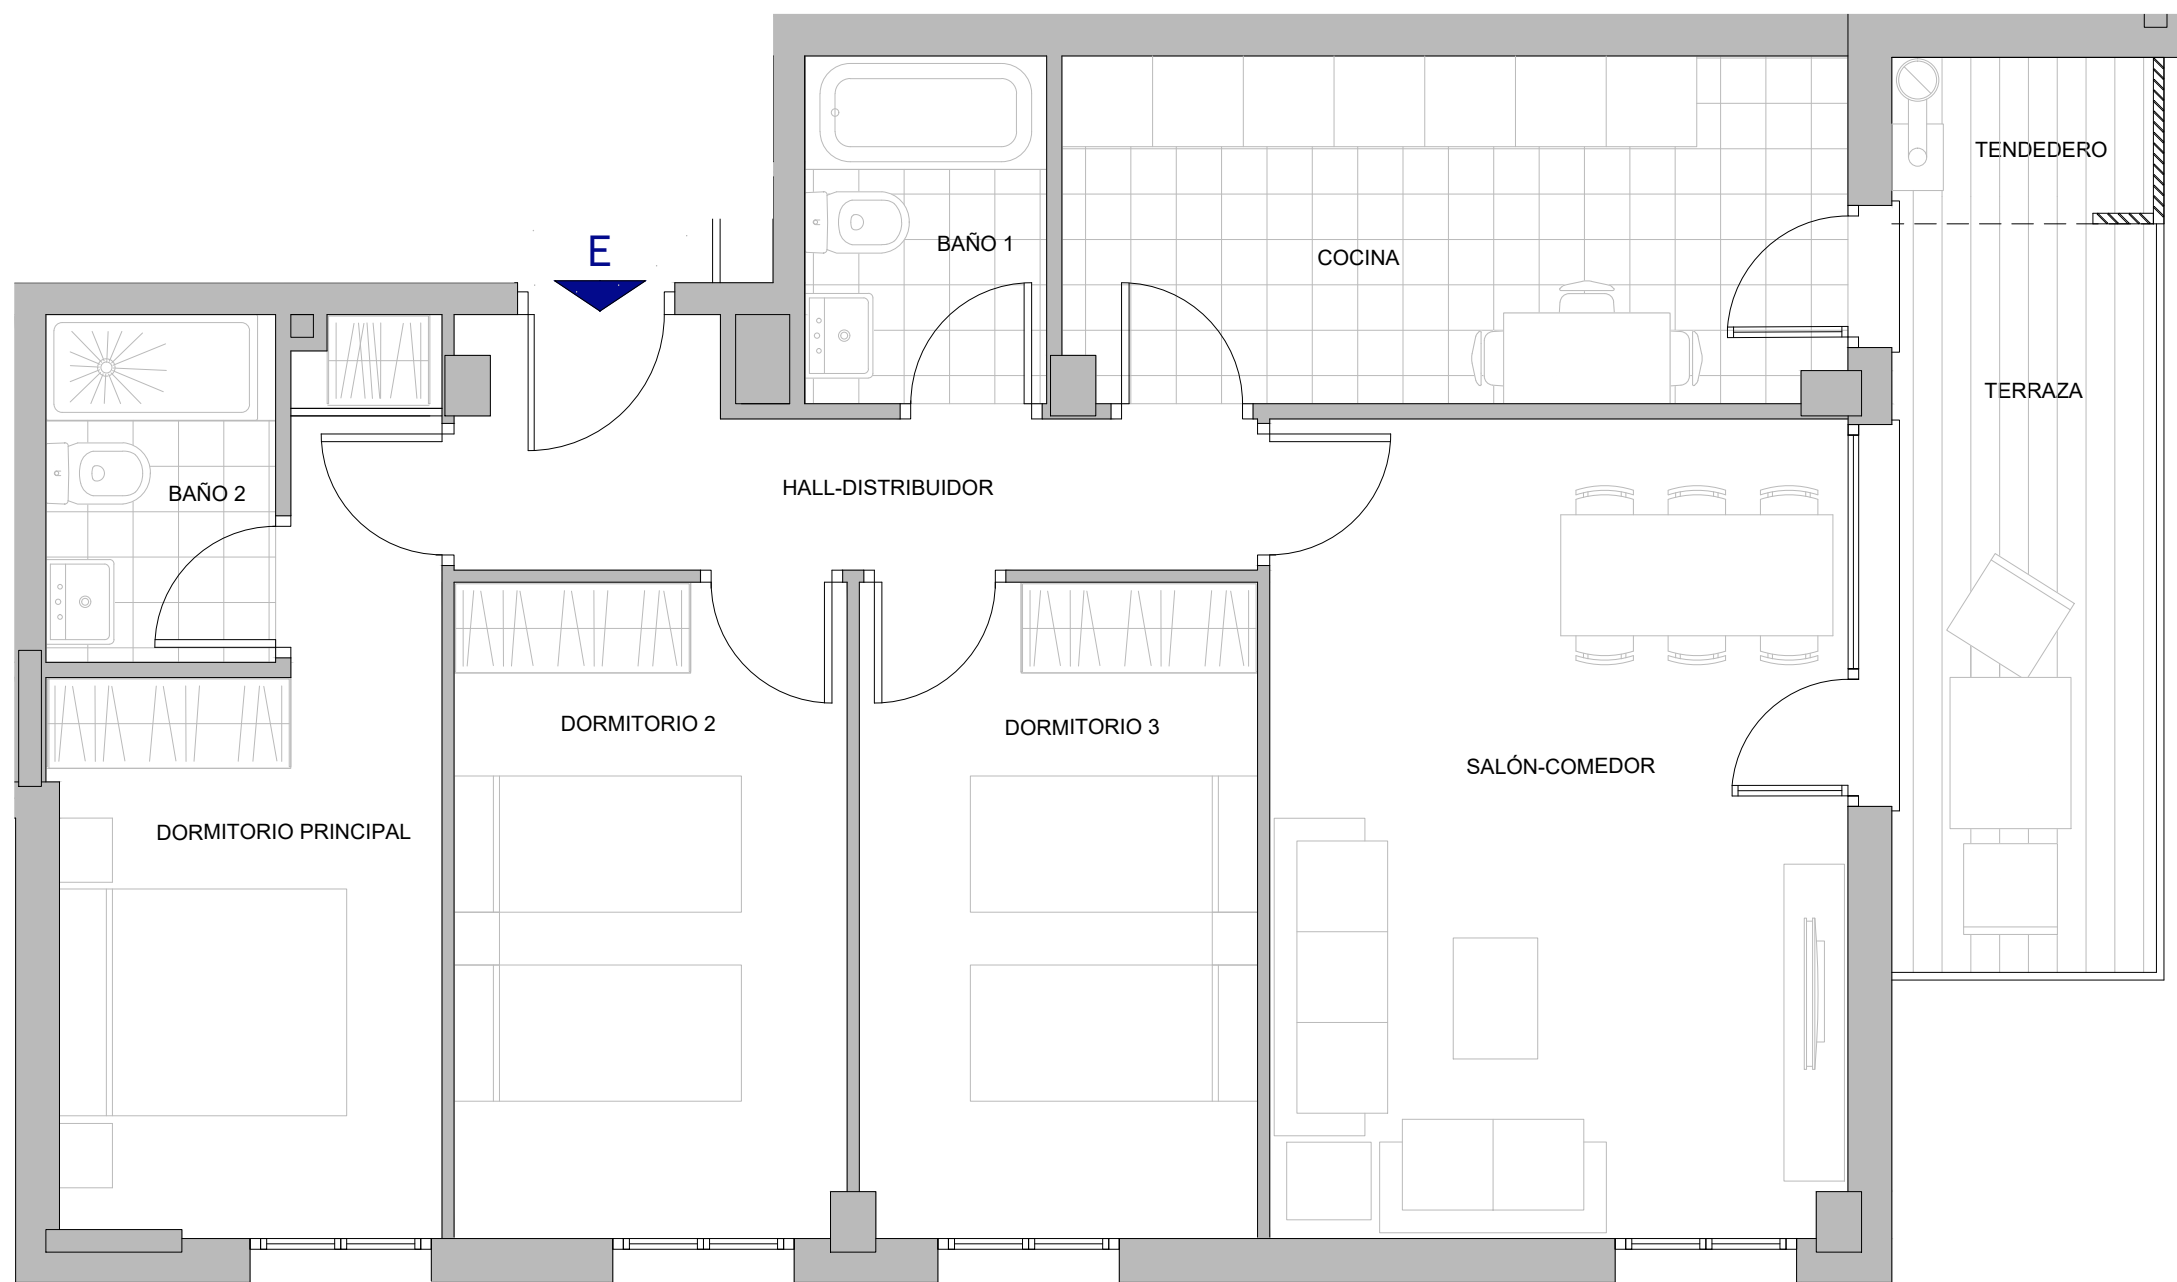 TENDEDERO
E
BAÑO 1
COCINA
TERRAZA
BAÑO 2
HALL-DISTRIBUIDOR
DORMITORIO 2
DORMITORIO 3
SALÓN-COMEDOR
DORMITORIO PRINCIPAL